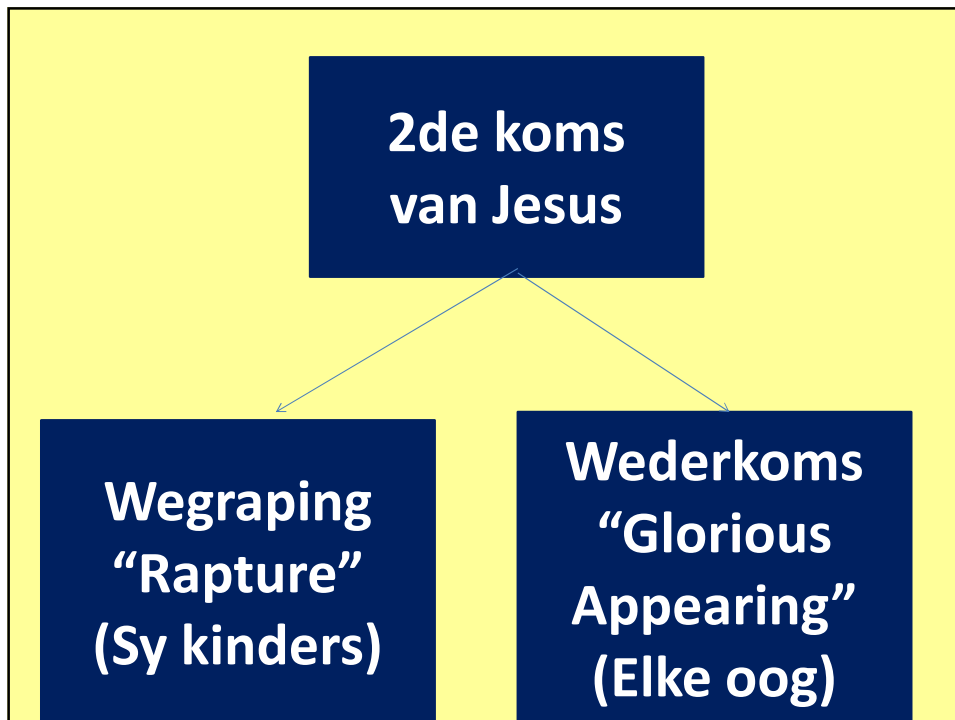 2de koms
van Jesus
Wegraping
“Rapture”
(Sy kinders)
Wederkoms
“Glorious
Appearing”
(Elke oog)